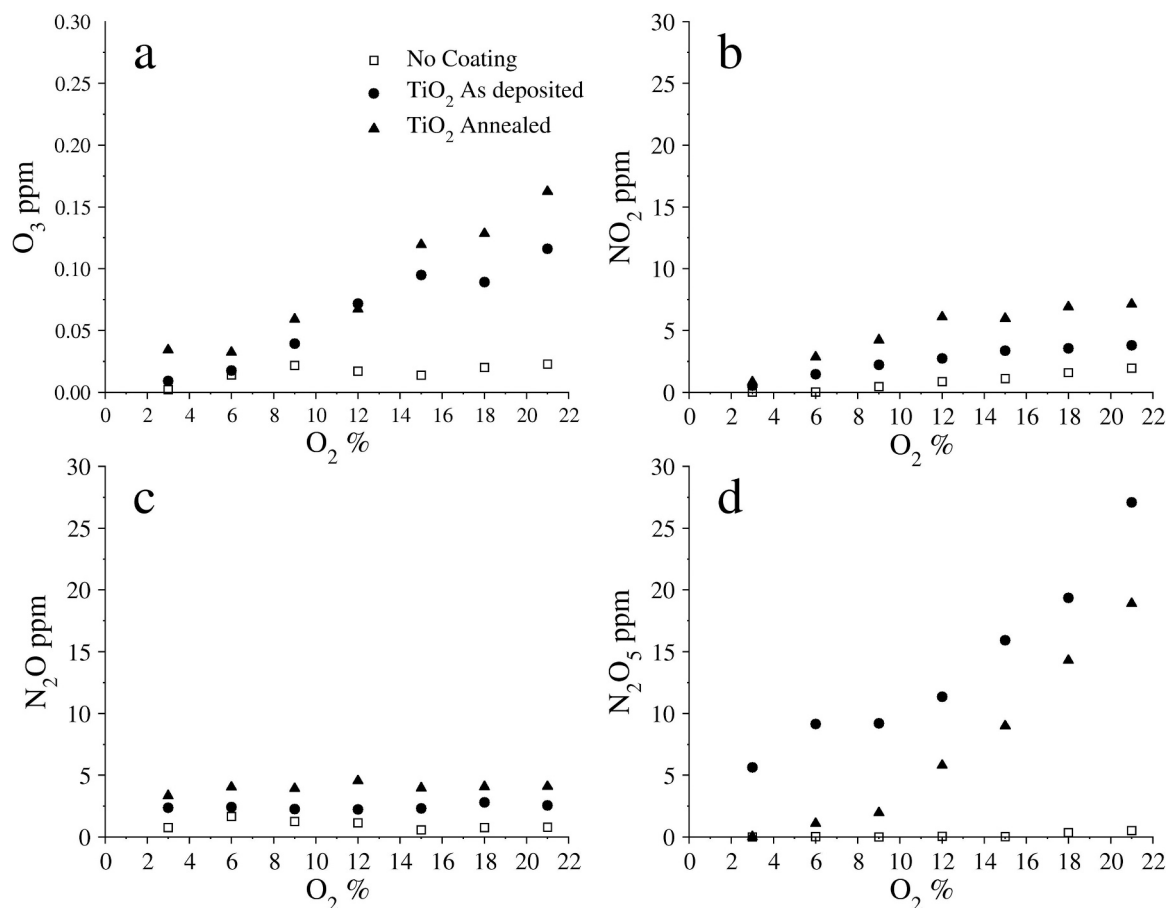 a
No Coating
TiO2 As deposited
TiO2 Annealed
O3 ppm
0.30
0.25
0.20
0.15
0.10
0.05
0.00
0 2 4 6 8 10 12 14 16 18 20 22
O2 %
b
NO2 ppm
30
25
20
15
10
5
0
0 2 4 6 8 10 12 14 16 18 20 22
O2 %
c
N2O ppm
30
25
20
15
10
5
0
0 2 4 6 8 10 12 14 16 18 20 22
O2 %
d
N2O5 ppm
30
25
20
15
10
5
0
0 2 4 6 8 10 12 14 16 18 20 22
O2 %